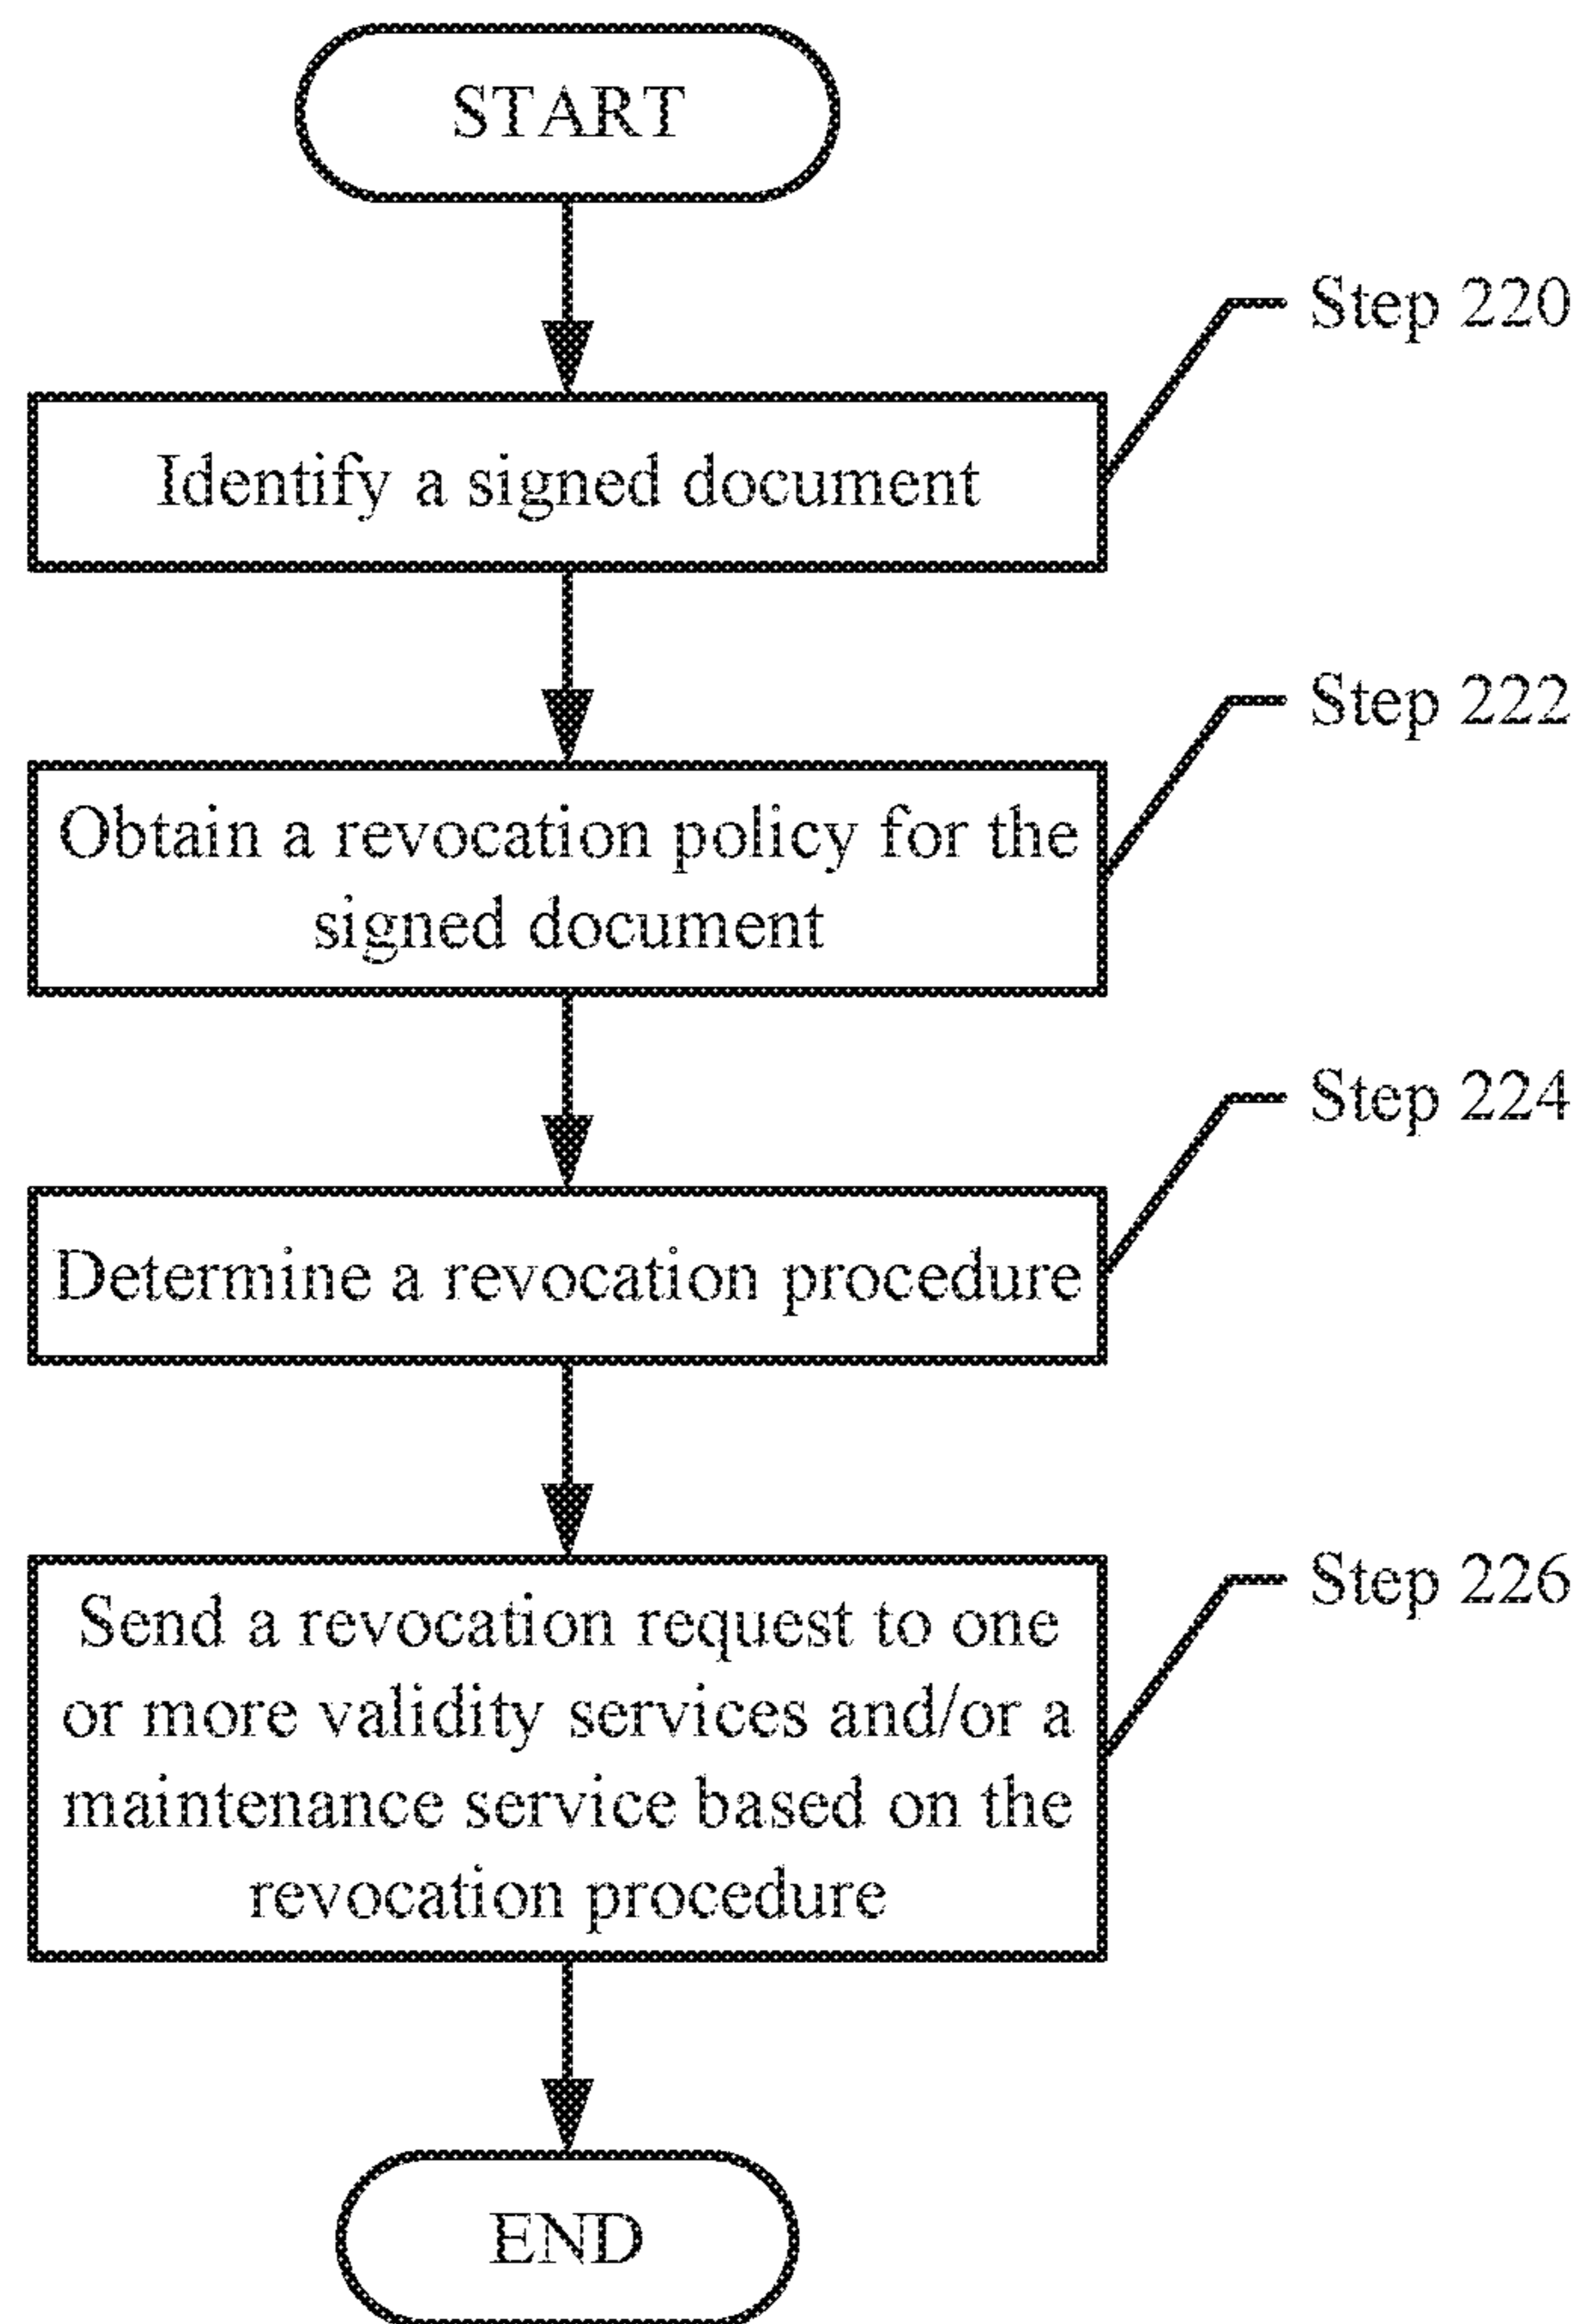 START
Step 220
Identify a signed document
Step 222
Obtain a revocation policy for the
signed document
Step 224
Determine a revocation procedure
Step 226
Send a revocation request to one
or more validity services and/or a
maintenance service based on the
revocation procedure
END